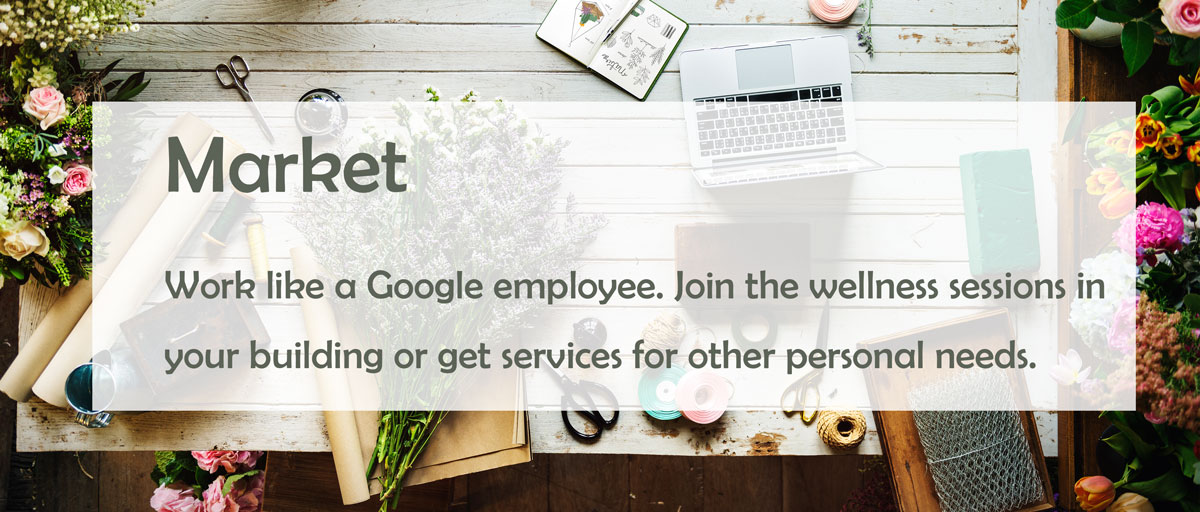 Market
Work like a Google employee. Join the wellness sessions in
your building or get services for other personal needs.